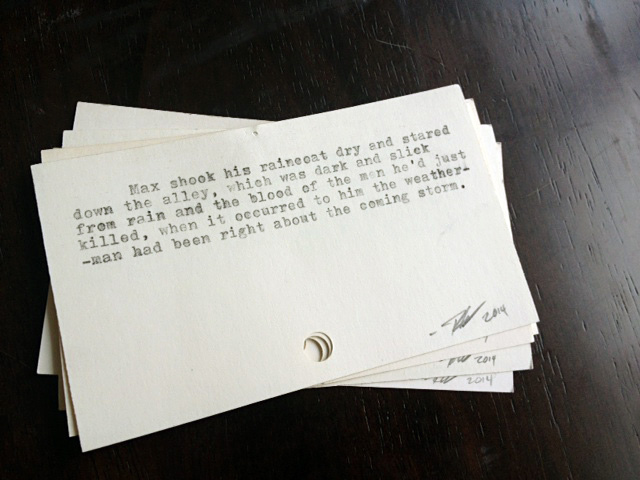 Max shook his raincoat dry and stared
down the alley, which was dark and slick
from rain and the blood of the men he'd just
killed, when it occurred to him the weather-
-man had been right about the coming storm.
2014
2014
2014